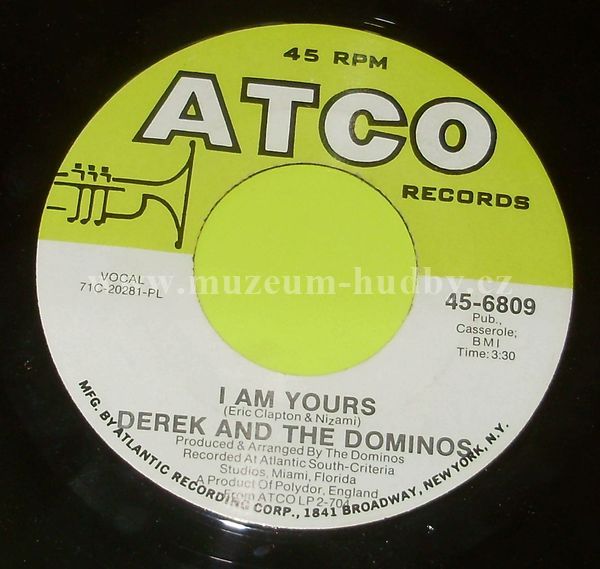 45 RPM
ATCO
RECORDS
www.muzeum-hudby.cz
VOCAL
71C-20281-PL
45-6809
Pub.,
Casserole;
BMI
Time: 3:30
I AM YOURS
(Eric Clapton & Nizami)
DEREK AND THE DOMINOS
Produced & Arranged By The Dominos
Recorded At Atlantic South-Criteria
Studios, Miami, Florida
A Product Of Polydor, England
From ATCO LP 2-704
MFG. BY ATLANTIC RECORDING CORP., 1841 BROADWAY, NEW YORK, N.Y.